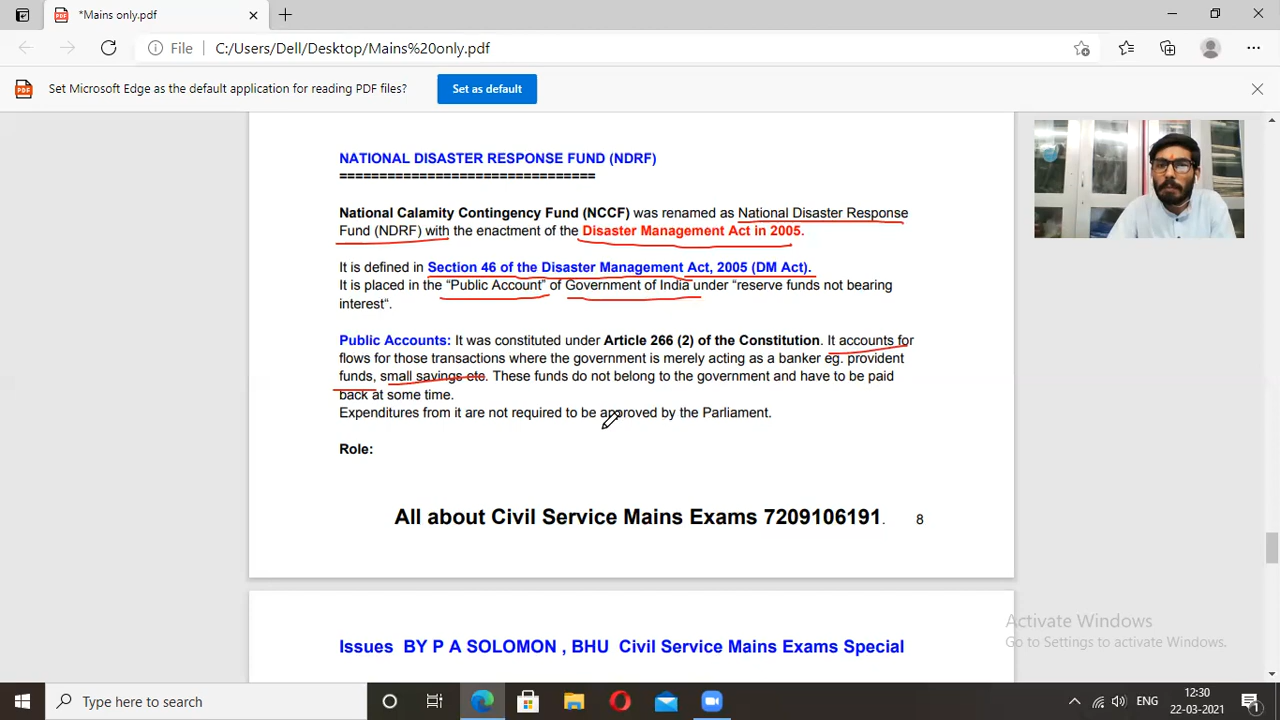 *Mains only.pdf
File
C:/Users/Dell/Desktop/Mains%20only.pdf
Set Microsoft Edge as the default application for reading PDF files?
Set as default
NATIONAL DISASTER RESPONSE FUND (NDRF)
================================
National Calamity Contingency Fund (NCCF) was renamed as National Disaster Response
Fund (NDRF) with the enactment of the Disaster Management Act in 2005.
It is defined in Section 46 of the Disaster Management Act, 2005 (DM Act).
It is placed in the “Public Account” of Government of India under “reserve funds not bearing
interest“.
Public Accounts: It was constituted under Article 266 (2) of the Constitution. It accounts for
flows for those transactions where the government is merely acting as a banker eg. provident
funds, small savings etc. These funds do not belong to the government and have to be paid
back at some time.
Expenditures from it are not required to be approved by the Parliament.
Role:
All about Civil Service Mains Exams 7209106191. 8
Issues BY P A SOLOMON , BHU Civil Service Mains Exams Special
Activate Windows
Go to Settings to activate Windows.
Type here to search
ENG
12:30
22-03-2021